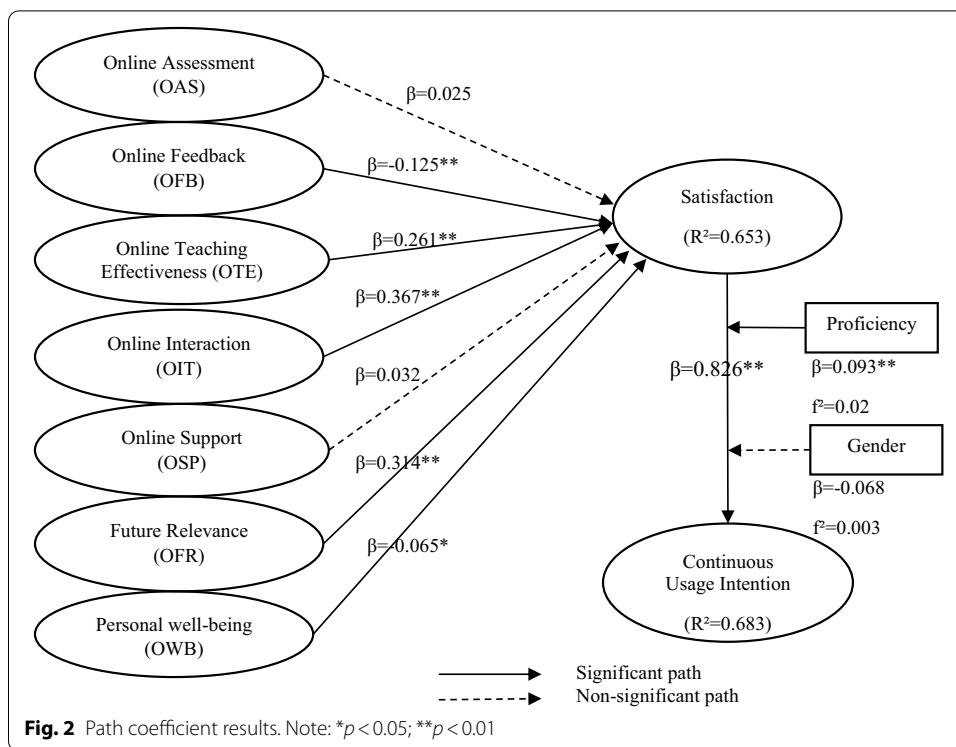 Online Assessment
(OAS)
β=0.025
Online Feedback
(OFB)
β=-0.125**
Satisfaction
(R²=0.653)
Online Teaching
Effectiveness (OTE)
β=0.261**
Online Interaction
(OIT)
β=0.367**
Proficiency
β=0.093**
f²=0.02
β=0.826**
β=0.032
Online Support
(OSP)
Gender
β=-0.068
f²=0.003
β=0.314**
Future Relevance
(OFR)
β=-0.065*
Continuous
Usage Intention
(R²=0.683)
Personal well-being
(OWB)
Significant path
Non-significant path
Fig. 2 Path coefficient results. Note: *p < 0.05; **p < 0.01